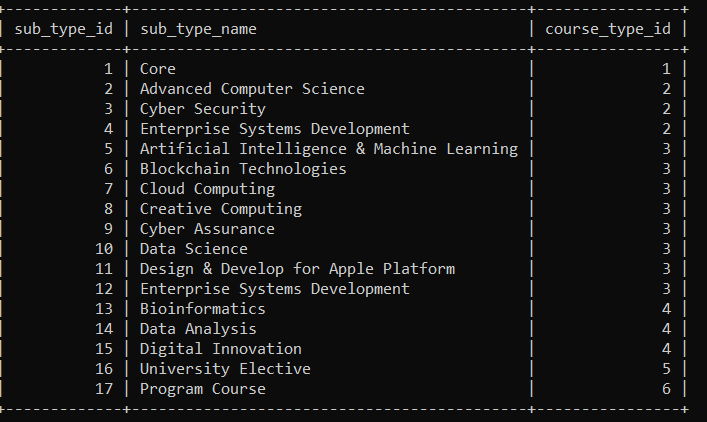 +-------------+--------------------------------------------+----------------+
| sub_type_id | sub_type_name                              | course_type_id |
+-------------+--------------------------------------------+----------------+
|           1 | Core                                       |              1 |
|           2 | Advanced Computer Science                  |              2 |
|           3 | Cyber Security                             |              2 |
|           4 | Enterprise Systems Development             |              2 |
|           5 | Artificial Intelligence & Machine Learning |              3 |
|           6 | Blockchain Technologies                    |              3 |
|           7 | Cloud Computing                            |              3 |
|           8 | Creative Computing                         |              3 |
|           9 | Cyber Assurance                            |              3 |
|          10 | Data Science                               |              3 |
|          11 | Design & Develop for Apple Platform        |              3 |
|          12 | Enterprise Systems Development             |              3 |
|          13 | Bioinformatics                             |              4 |
|          14 | Data Analysis                              |              4 |
|          15 | Digital Innovation                         |              4 |
|          16 | University Elective                        |              5 |
|          17 | Program Course                             |              6 |
+-------------+--------------------------------------------+----------------+